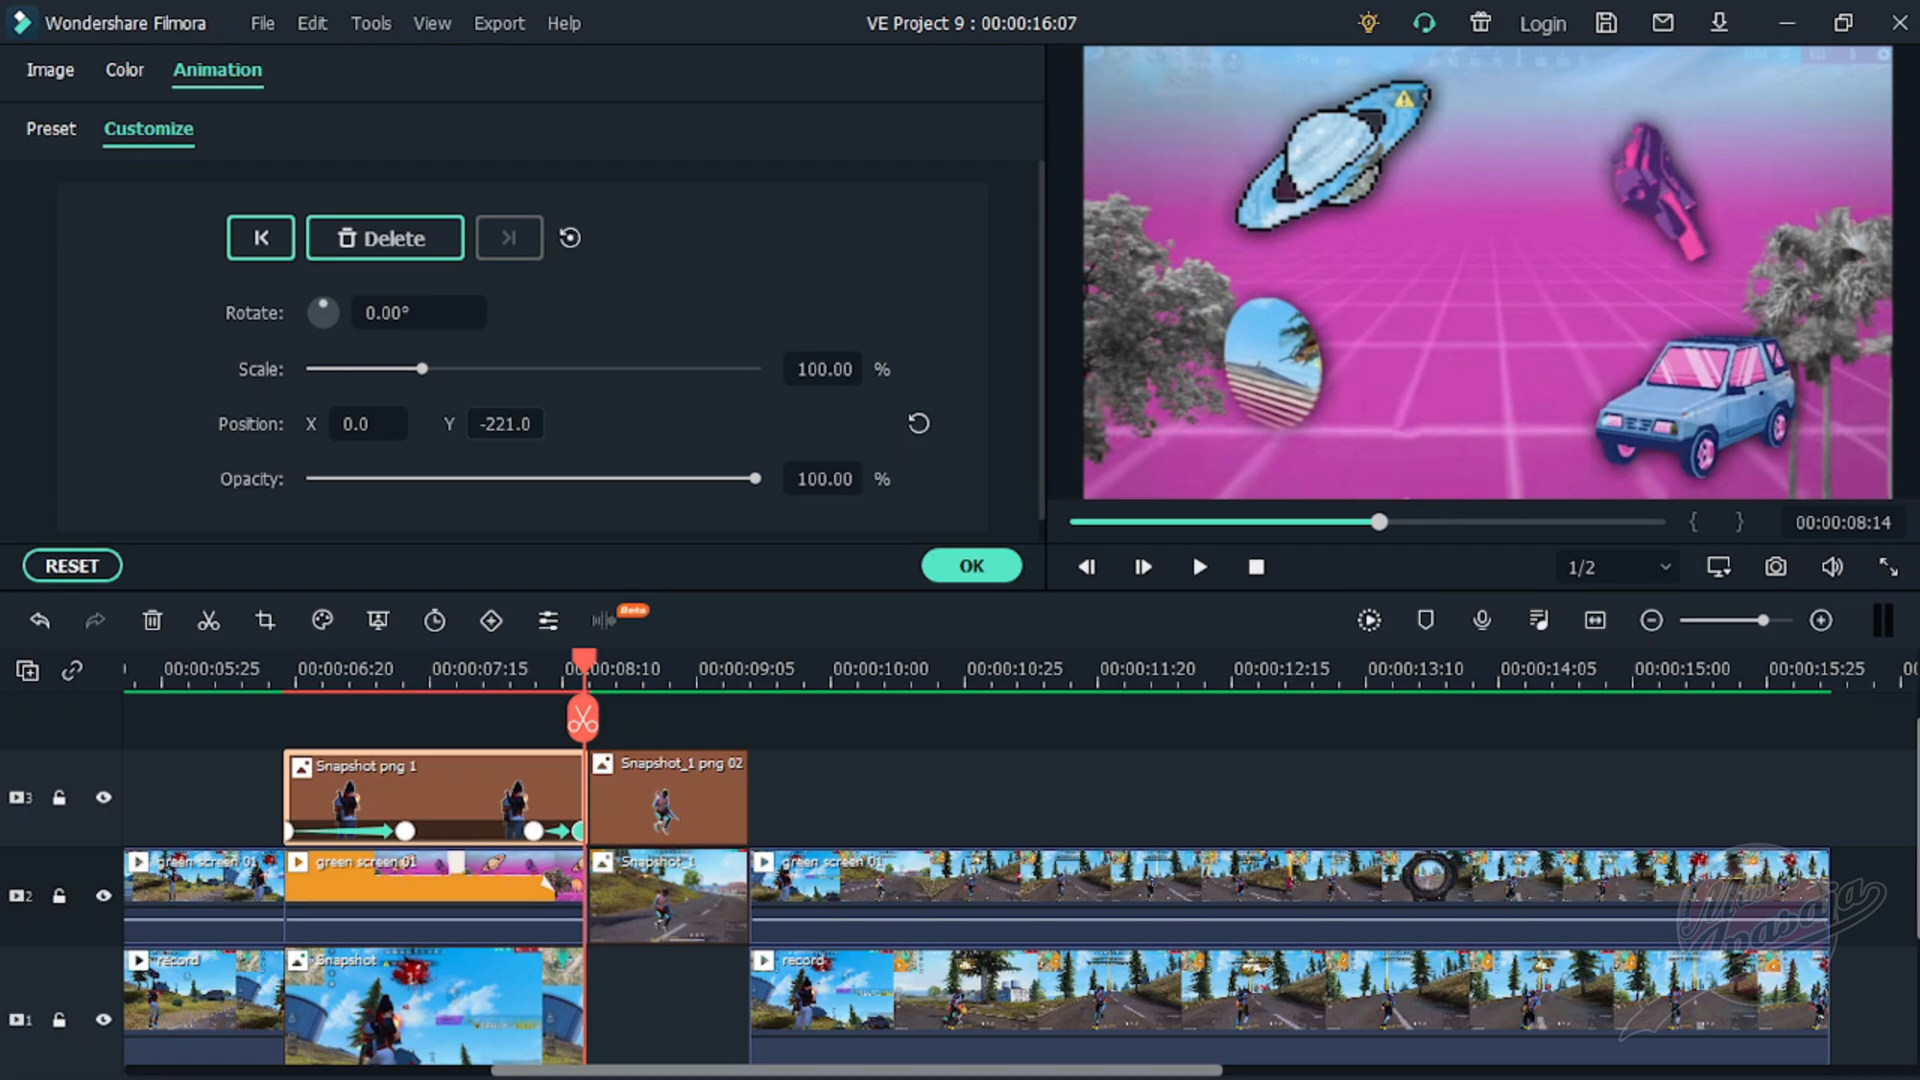 Wondershare Filmora File Edit Tools View Export Help VE Project 9 : 00:00:16:07 Login
Image Color Animation
Preset Customize
Delete
Rotate: 0.00°
Scale: 100.00 %
Position: X 0.0 Y -221.0
Opacity: 100.00 %
00:00:08:14
RESET OK
1/2
Beta
00:00:05:25 00:00:06:20 00:00:07:15 00:00:08:10 00:00:09:05 00:00:10:00 00:00:10:25 00:00:11:20 00:00:12:15 00:00:13:10 00:00:14:05 00:00:15:00 00:00:15:25
Snapshot png 1 Snapshot_1 png 02
3
green screen 01 green screen 01 Snapshot_1 green screen 01
2
record Snapshot record
1